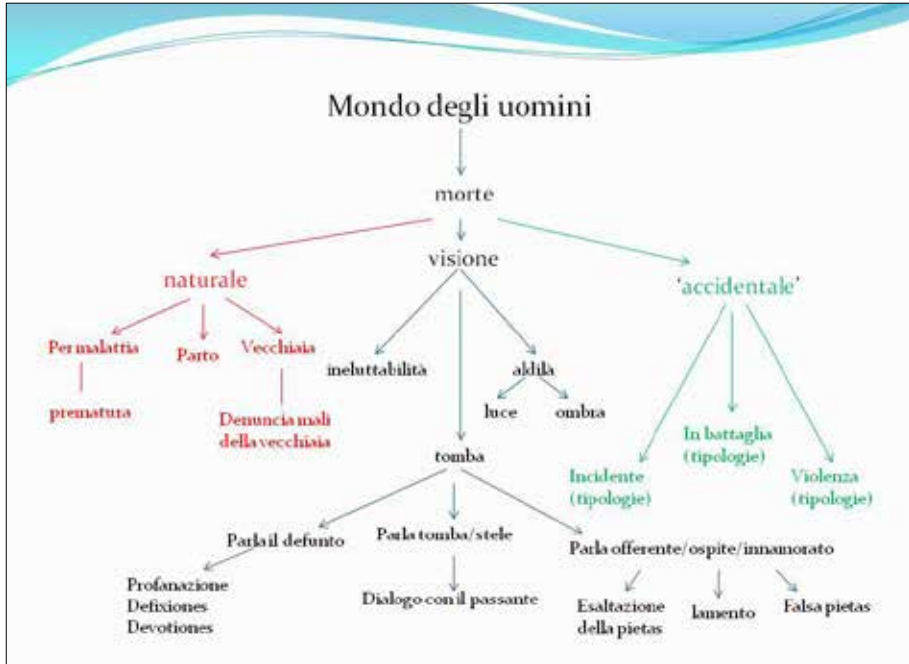 Mondo degli uomini
morte
visione
naturale
'accidentale'
Per malattia
Parto
Vecchiaia
ineluttabilità
aldilà
luce
ombra
prematura
Denuncia mali
della vecchiaia
In battaglia
(tipologie)
tomba
Incidente
(tipologie)
Violenza
(tipologie)
Parla il defunto
Parla tomba/stele
Parla offerente/ospite/innamorato
Profanazione
Defixiones
Devotiones
Dialogo con il passante
Esaltazione
della pietas
lamento
Falsa pietas